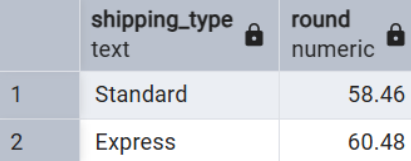 shipping_type round
text numeric
1 Standard 58.46
2 Express 60.48